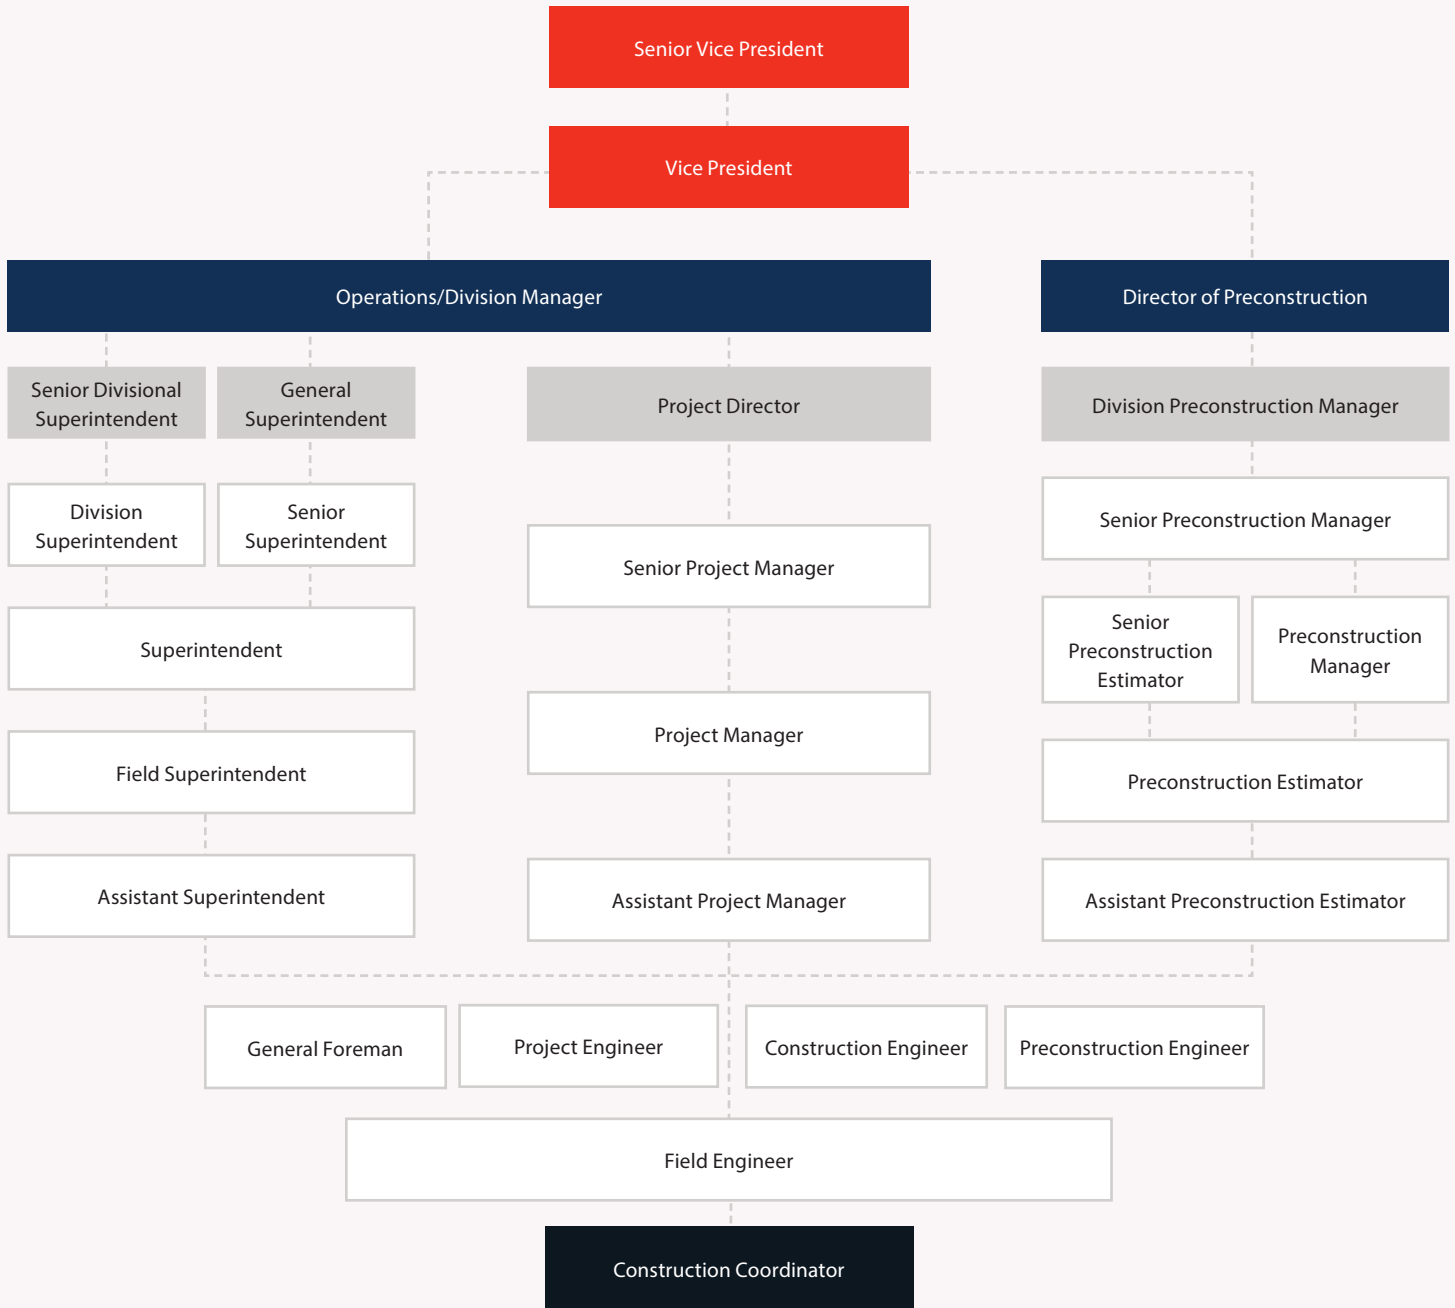 Senior Vice President
Vice President
Operations/Division Manager
Director of Preconstruction
Senior Divisional
Superintendent
General
Superintendent
Project Director
Division Preconstruction Manager
Division
Superintendent
Senior
Superintendent
Senior Project Manager
Senior Preconstruction Manager
Superintendent
Senior
Preconstruction
Estimator
Preconstruction
Manager
Field Superintendent
Project Manager
Preconstruction Estimator
Assistant Superintendent
Assistant Project Manager
Assistant Preconstruction Estimator
General Foreman
Project Engineer
Construction Engineer
Preconstruction Engineer
Field Engineer
Construction Coordinator